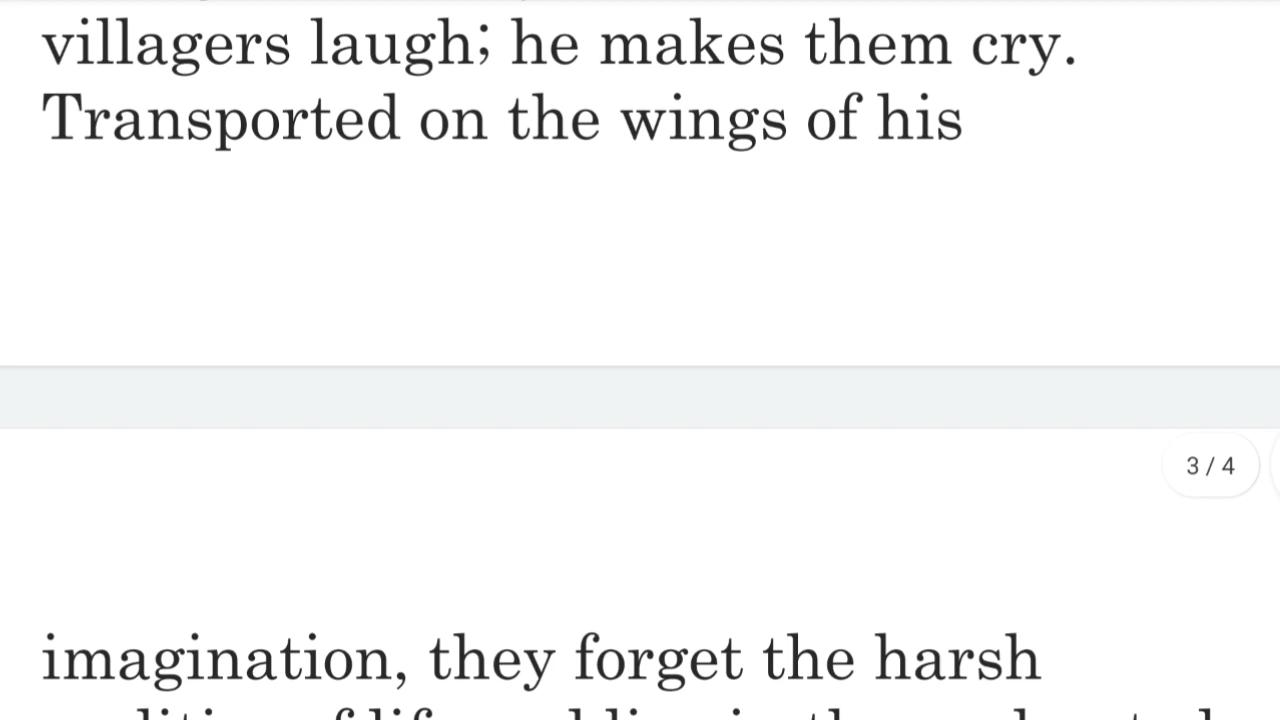 villagers laugh; he makes them cry.
Transported on the wings of his
3 / 4
imagination, they forget the harsh